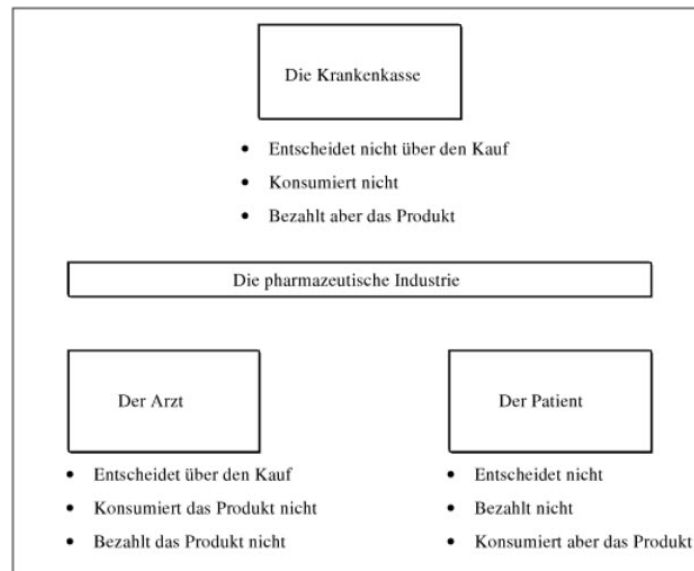 Die Krankenkasse
• Entscheidet nicht über den Kauf
• Konsumiert nicht
• Bezahlt aber das Produkt
Die pharmazeutische Industrie
Der Arzt
• Entscheidet über den Kauf
• Konsumiert das Produkt nicht
• Bezahlt das Produkt nicht
Der Patient
• Entscheidet nicht
• Bezahlt nicht
• Konsumiert aber das Produkt